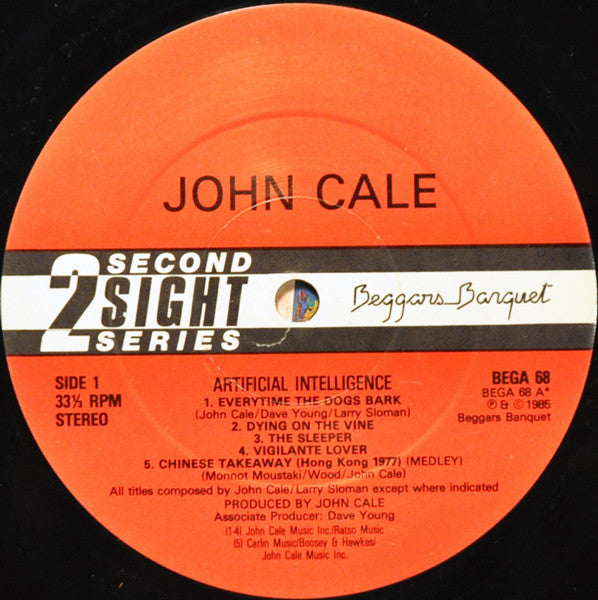 JOHN CALE
2 SECOND
SIGHT
SERIES
Beggars Banquet
SIDE 1
33⅓ RPM
STEREO
ARTIFICIAL INTELLIGENCE
1. EVERYTIME THE DOGS BARK
(John Cale/Dave Young/Larry Sloman)
2. DYING ON THE VINE
3. THE SLEEPER
4. VIGILANTE LOVER
5. CHINESE TAKEAWAY (Hong Kong 1977) (MEDLEY)
(Monnot Moustaki/Wood/John Cale)
All titles composed by John Cale/Larry Sloman except where indicated
PRODUCED BY JOHN CALE
Associate Producer: Dave Young
(1-4) John Cale Music Inc./Ratso Music
(5) Carlin Music/Boosey & Hawkes/
John Cale Music Inc.
BEGA 68
BEGA 68 A*
℗ & © 1985
Beggars Banquet